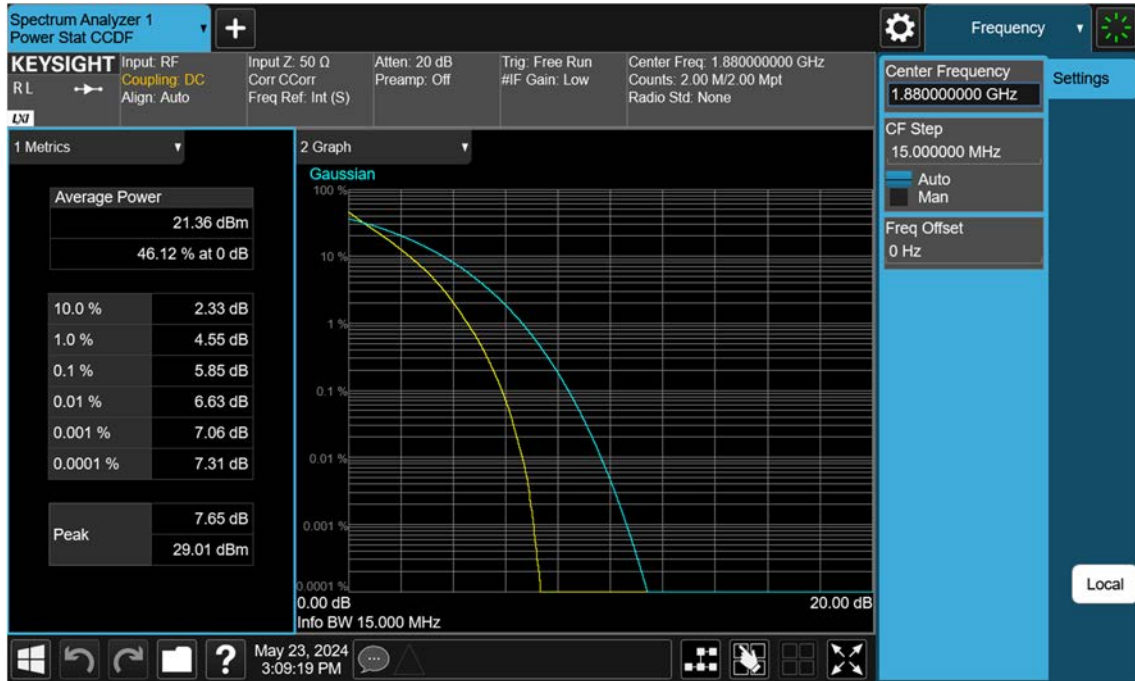 Spectrum Analyzer 1
Power Stat CCDF
Frequency
KEYSIGHT
R L
LXI
Input: RF
Coupling: DC
Align: Auto
Input Z: 50 Ω
Corr CCorr
Freq Ref: Int (S)
Atten: 20 dB
Preamp: Off
Trig: Free Run
#IF Gain: Low
Center Freq: 1.880000000 GHz
Counts: 2.00 M/2.00 Mpt
Radio Std: None
Center Frequency
1.880000000 GHz
Settings
CF Step
15.000000 MHz
Auto
Man
Freq Offset
0 Hz
Local
1 Metrics
Average Power
21.36 dBm
46.12 % at 0 dB
10.0 % 2.33 dB
1.0 % 4.55 dB
0.1 % 5.85 dB
0.01 % 6.63 dB
0.001 % 7.06 dB
0.0001 % 7.31 dB
Peak
7.65 dB
29.01 dBm
2 Graph
Gaussian
100 %
10 %
1 %
0.1 %
0.01 %
0.001 %
0.0001 %
0.00 dB 20.00 dB
Info BW 15.000 MHz
?
May 23, 2024
3:09:19 PM